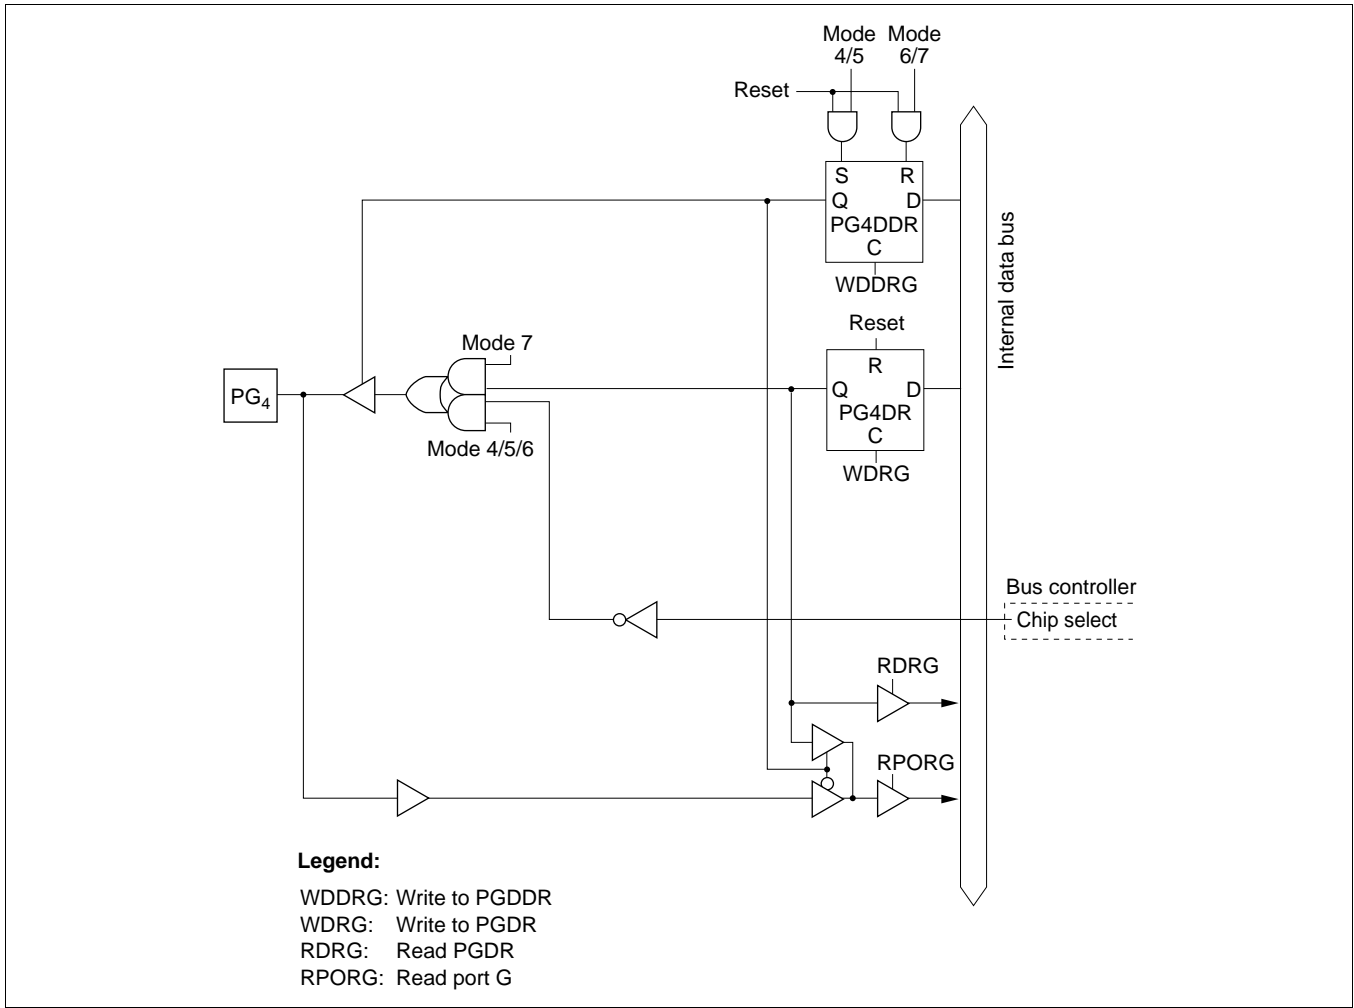 Mode Mode
4/5 6/7
Reset
S R
Q D
PG4DDR
C
WDDRG
Internal data bus
Reset
Mode 7
R
PG4
Q D
PG4DR
C
Mode 4/5/6
WDRG
Bus controller
Chip select
RDRG
RPORG
Legend:
WDDRG: Write to PGDDR
WDRG: Write to PGDR
RDRG: Read PGDR
RPORG: Read port G